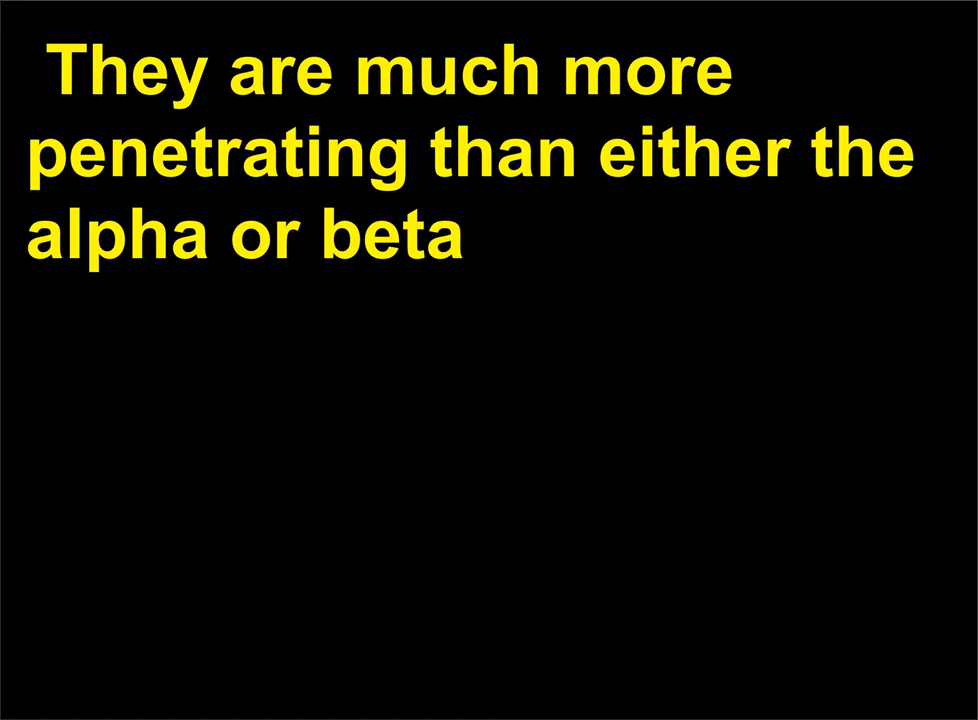 They are much more
penetrating than either the
alpha or beta